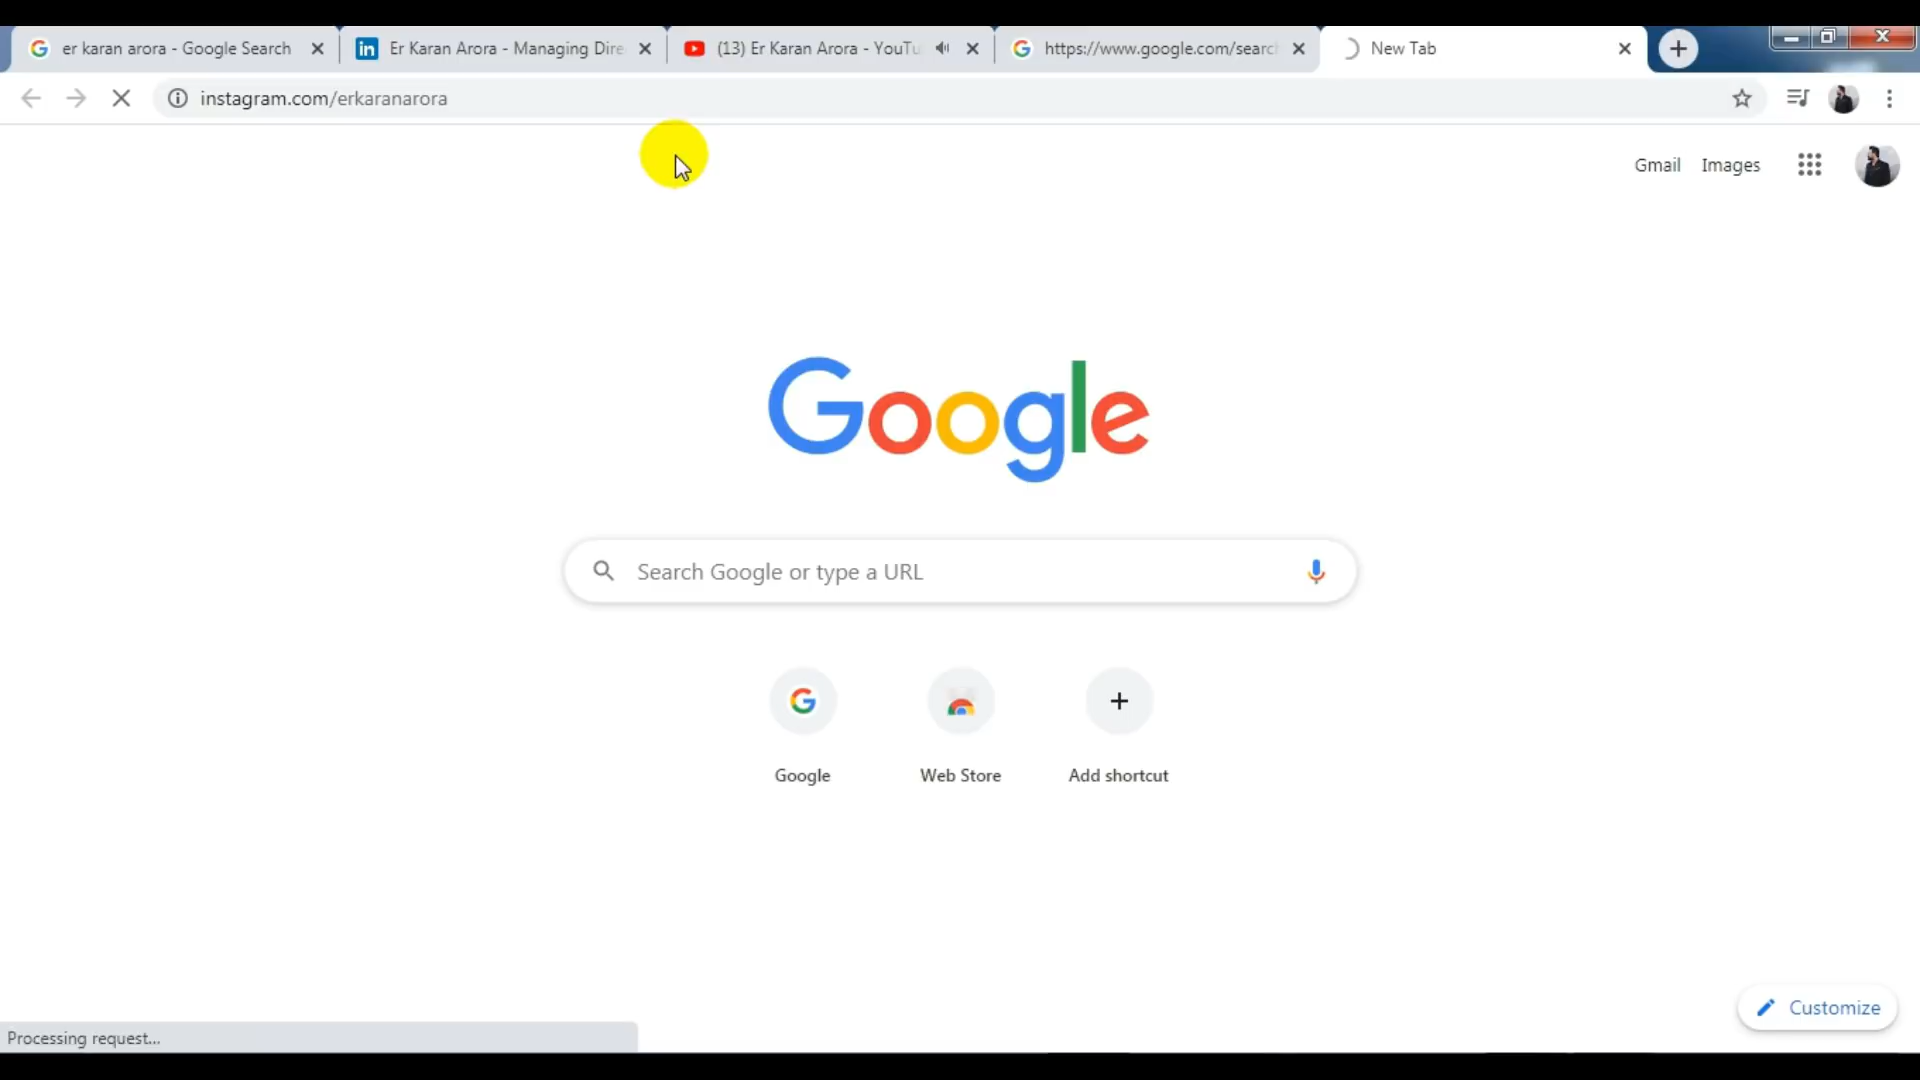 er karan arora - Google Search
Er Karan Arora - Managing Dire
(13) Er Karan Arora - YouTu
https://www.google.com/search
New Tab
instagram.com/erkaranarora
Gmail
Images
Google
Search Google or type a URL
Google
Web Store
Add shortcut
Customize
Processing request...